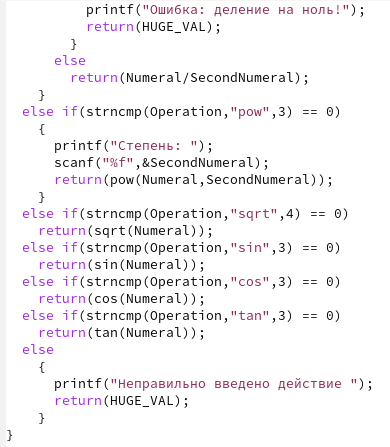 printf("Ошибка: деление на ноль!");
return(HUGE_VAL);
}
else
return(Numeral/SecondNumeral);
}
else if(strncmp(Operation,"pow",3) == 0)
{
printf("Степень: ");
scanf("%f",&SecondNumeral);
return(pow(Numeral,SecondNumeral));
}
else if(strncmp(Operation,"sqrt",4) == 0)
return(sqrt(Numeral));
else if(strncmp(Operation,"sin",3) == 0)
return(sin(Numeral));
else if(strncmp(Operation,"cos",3) == 0)
return(cos(Numeral));
else if(strncmp(Operation,"tan",3) == 0)
return(tan(Numeral));
else
{
printf("Неправильно введено действие ");
return(HUGE_VAL);
}
}